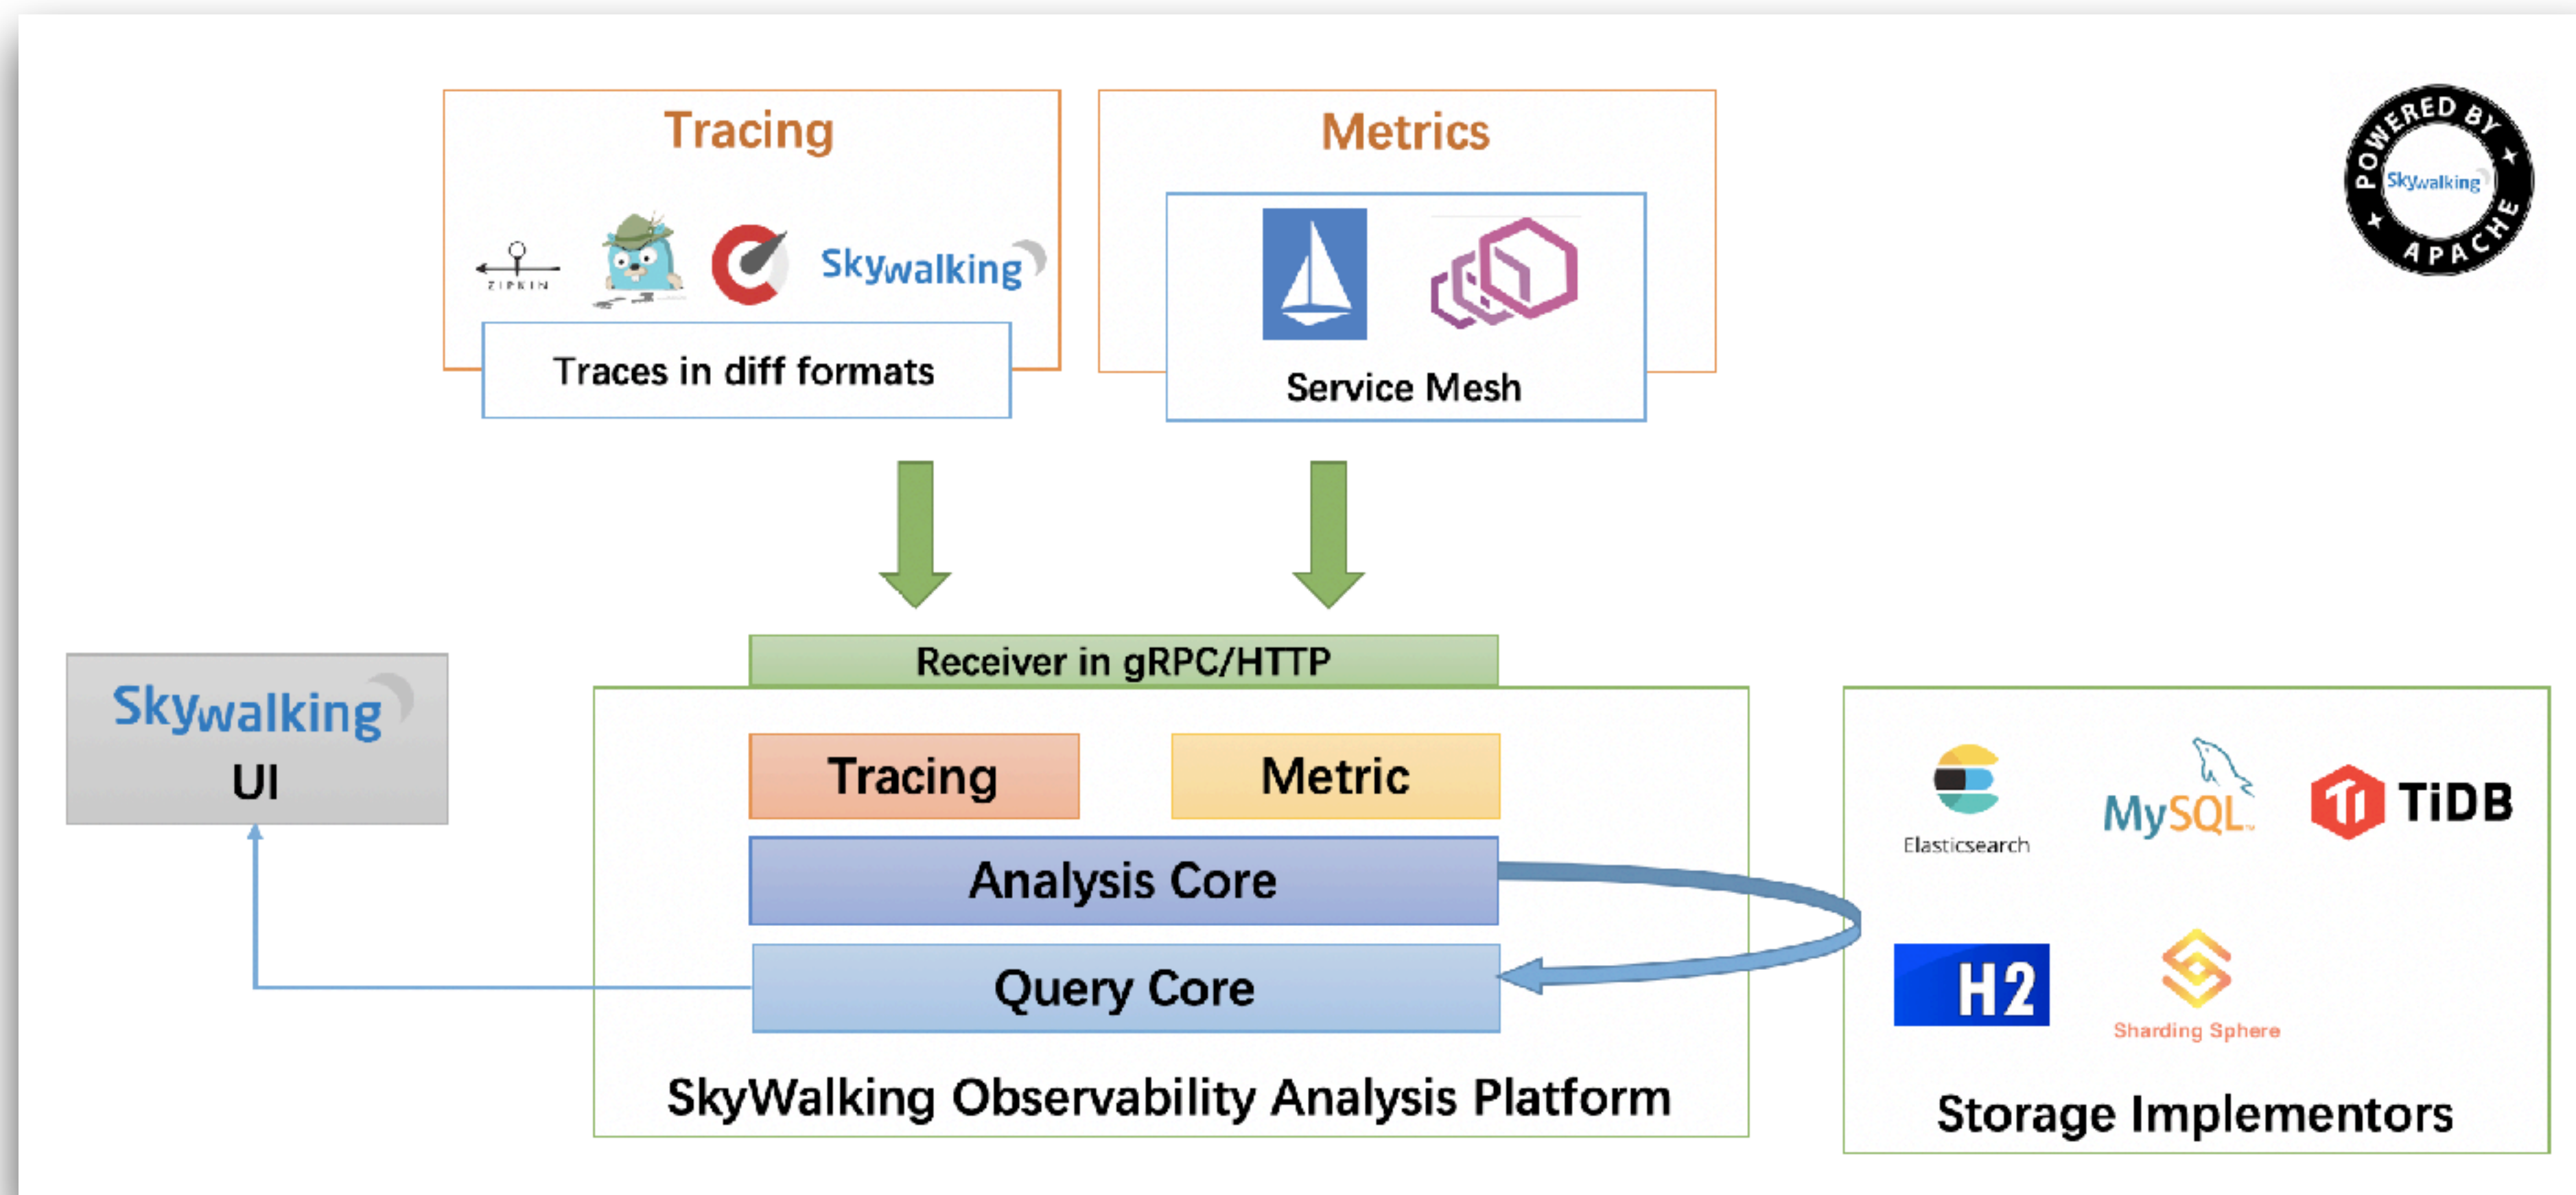 Tracing
Metrics
POWERED BY
Skywalking
APACHE
ZIPKIN
Skywalking
Traces in diff formats
Service Mesh
Receiver in gRPC/HTTP
Skywalking
UI
Tracing
Metric
Analysis Core
Query Core
SkyWalking Observability Analysis Platform
Elasticsearch
MySQL
TiDB
H2
Sharding Sphere
Storage Implementors